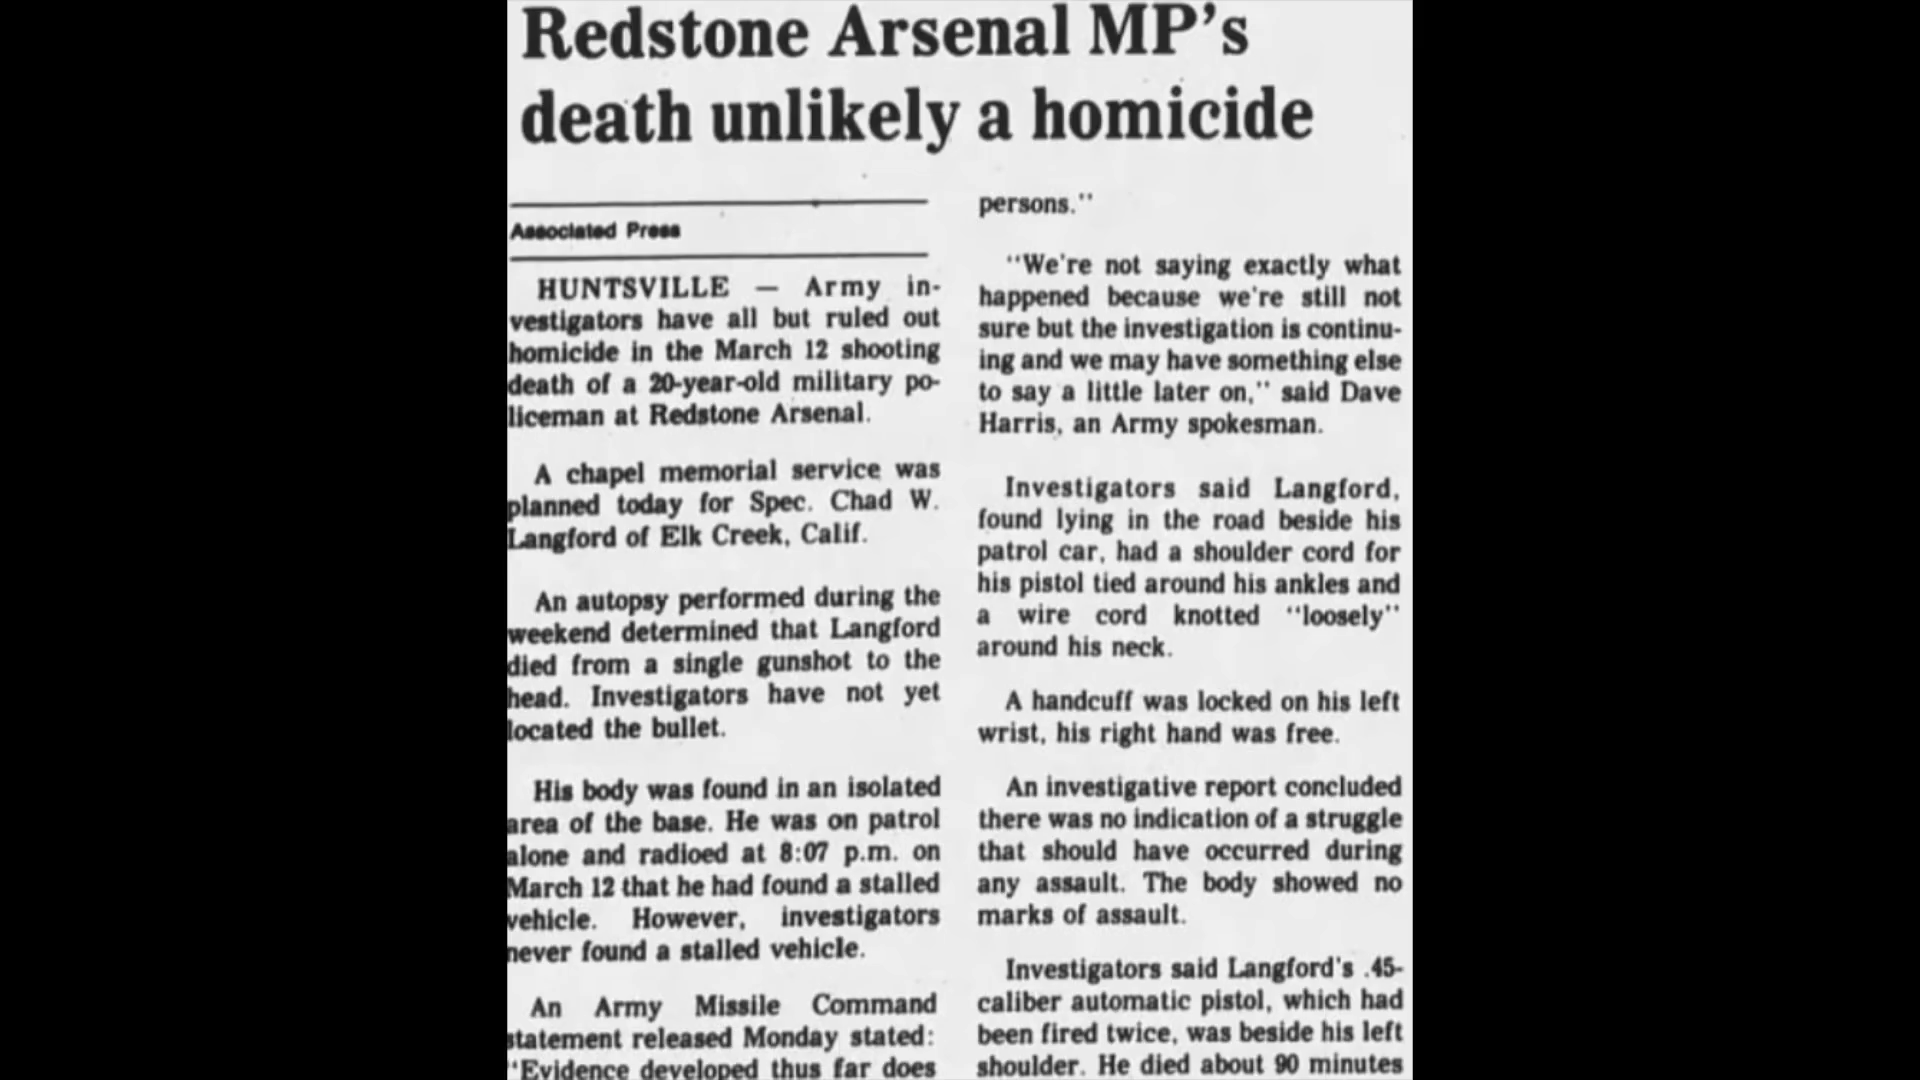 Redstone Arsenal MP's
death unlikely a homicide
Associated Press
HUNTSVILLE — Army in-
vestigators have all but ruled out
homicide in the March 12 shooting
death of a 20-year-old military po-
liceman at Redstone Arsenal.
A chapel memorial service was
planned today for Spec. Chad W.
Langford of Elk Creek, Calif.
An autopsy performed during the
weekend determined that Langford
died from a single gunshot to the
head. Investigators have not yet
located the bullet.
His body was found in an isolated
area of the base. He was on patrol
alone and radioed at 8:07 p.m. on
March 12 that he had found a stalled
vehicle. However, investigators
never found a stalled vehicle.
An Army Missile Command
statement released Monday stated:
"Evidence developed thus far does
persons."
"We're not saying exactly what
happened because we're still not
sure but the investigation is continu-
ing and we may have something else
to say a little later on," said Dave
Harris, an Army spokesman.
Investigators said Langford,
found lying in the road beside his
patrol car, had a shoulder cord for
his pistol tied around his ankles and
a wire cord knotted "loosely"
around his neck.
A handcuff was locked on his left
wrist, his right hand was free.
An investigative report concluded
there was no indication of a struggle
that should have occurred during
any assault. The body showed no
marks of assault.
Investigators said Langford's .45-
caliber automatic pistol, which had
been fired twice, was beside his left
shoulder. He died about 90 minutes